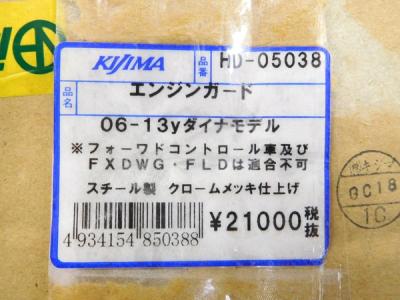 KIJIMA 品番 HD-05038
品名 エンジンガード
06-13yダイナモデル
※フォーワドコントロール車及び
FXDWG・FLDは適合不可
スチール製 クロームメッキ仕上げ
¥21000税抜
4934154 850388